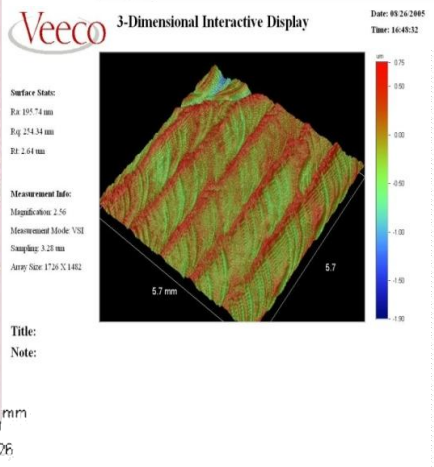 Veeco
3-Dimensional Interactive Display
Date: 08/26/2005
Time: 16:48:32
Surface Stats:
Ra: 195.74 nm
Rq: 254.34 nm
Rt: 2.64 um
Measurement Info:
Magnification: 2.56
Measurement Mode: VSI
Sampling: 3.28 um
Array Size: 1726 X 1482
um
0.75
0.50
0.00
-0.50
-1.00
-1.50
-1.90
5.7 mm
5.7
Title:
Note:
mm
26